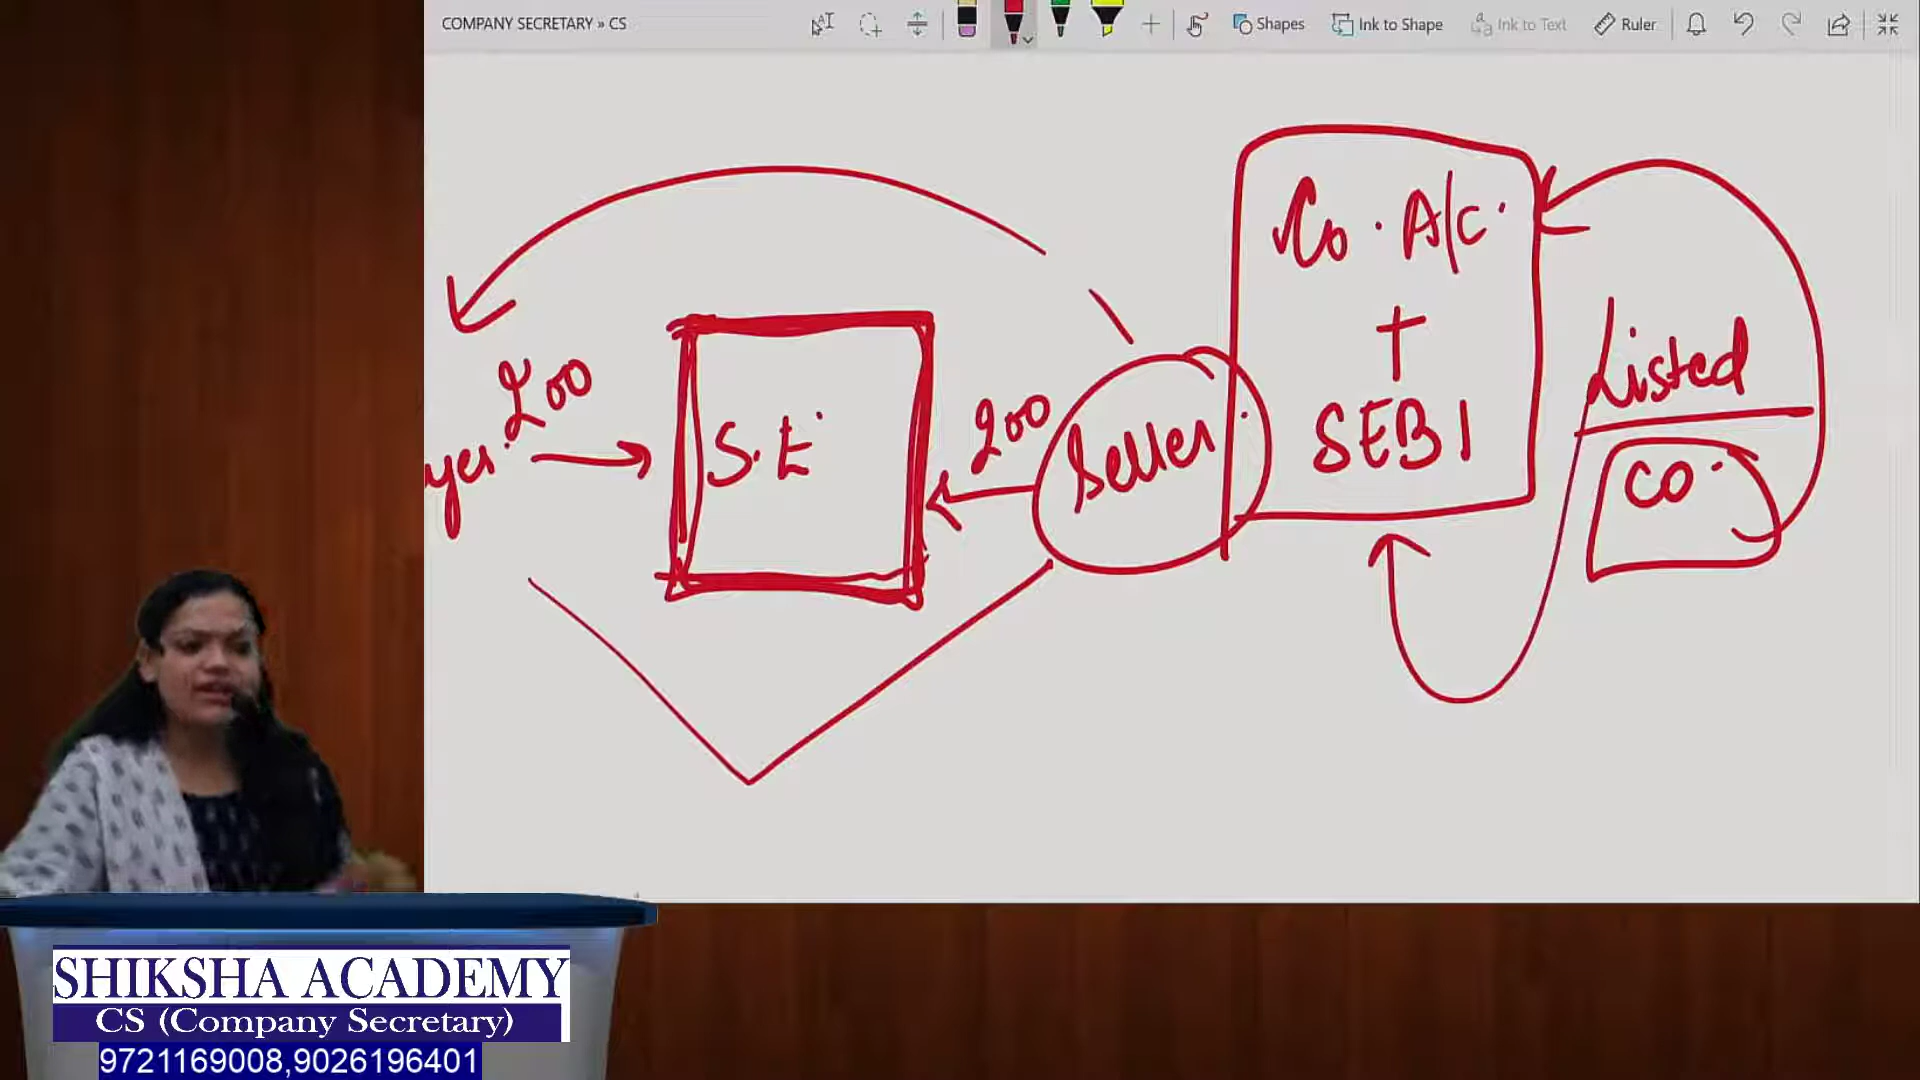 COMPANY SECRETARY » CS
Shapes
Ink to Shape
Ink to Text
Ruler
Co. A/c.
+
SEBI
Listed
CO.
200
yer.
S.E
200
Seller
SHIKSHA ACADEMY
CS (Company Secretary)
9721169008,9026196401